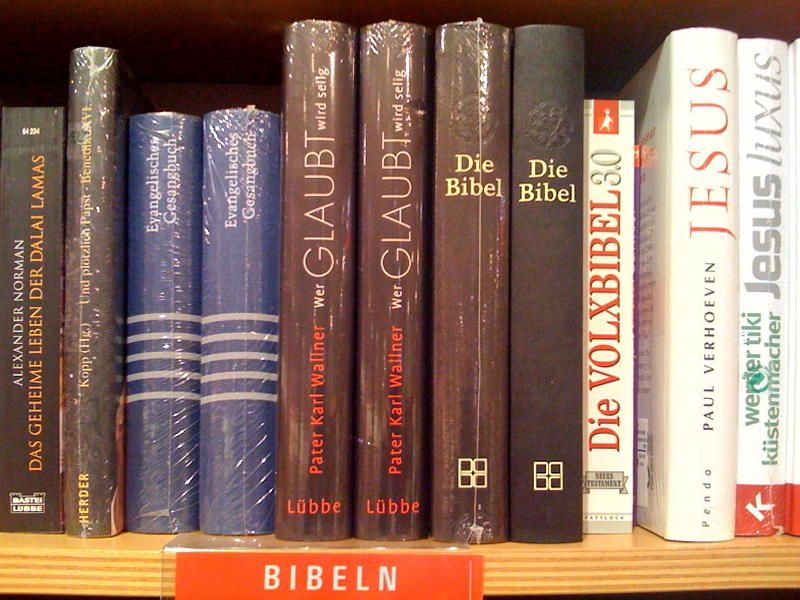 64 204
ALEXANDER NORMAN
DAS GEHEIME LEBEN DER DALAI LAMAS
BASTEI
LÜBBE
Kopp (Hg.) · Und plötzlich Papst · Benedikt XVI.
HERDER
Evangelisches
Gesangbuch
Evangelisches
Gesangbuch
Pater Karl Wallner Wer GLAUBT wird selig
Lübbe
Pater Karl Wallner Wer GLAUBT wird selig
Lübbe
Die
Bibel
Die
Bibel
Die VOLXBIBEL 3.0
NEUES
TESTAMENT
PATTLOCH
JESUS
PAUL VERHOEVEN
Pendo
Jesus luxus
werner tiki
küstenmacher
BIBELN